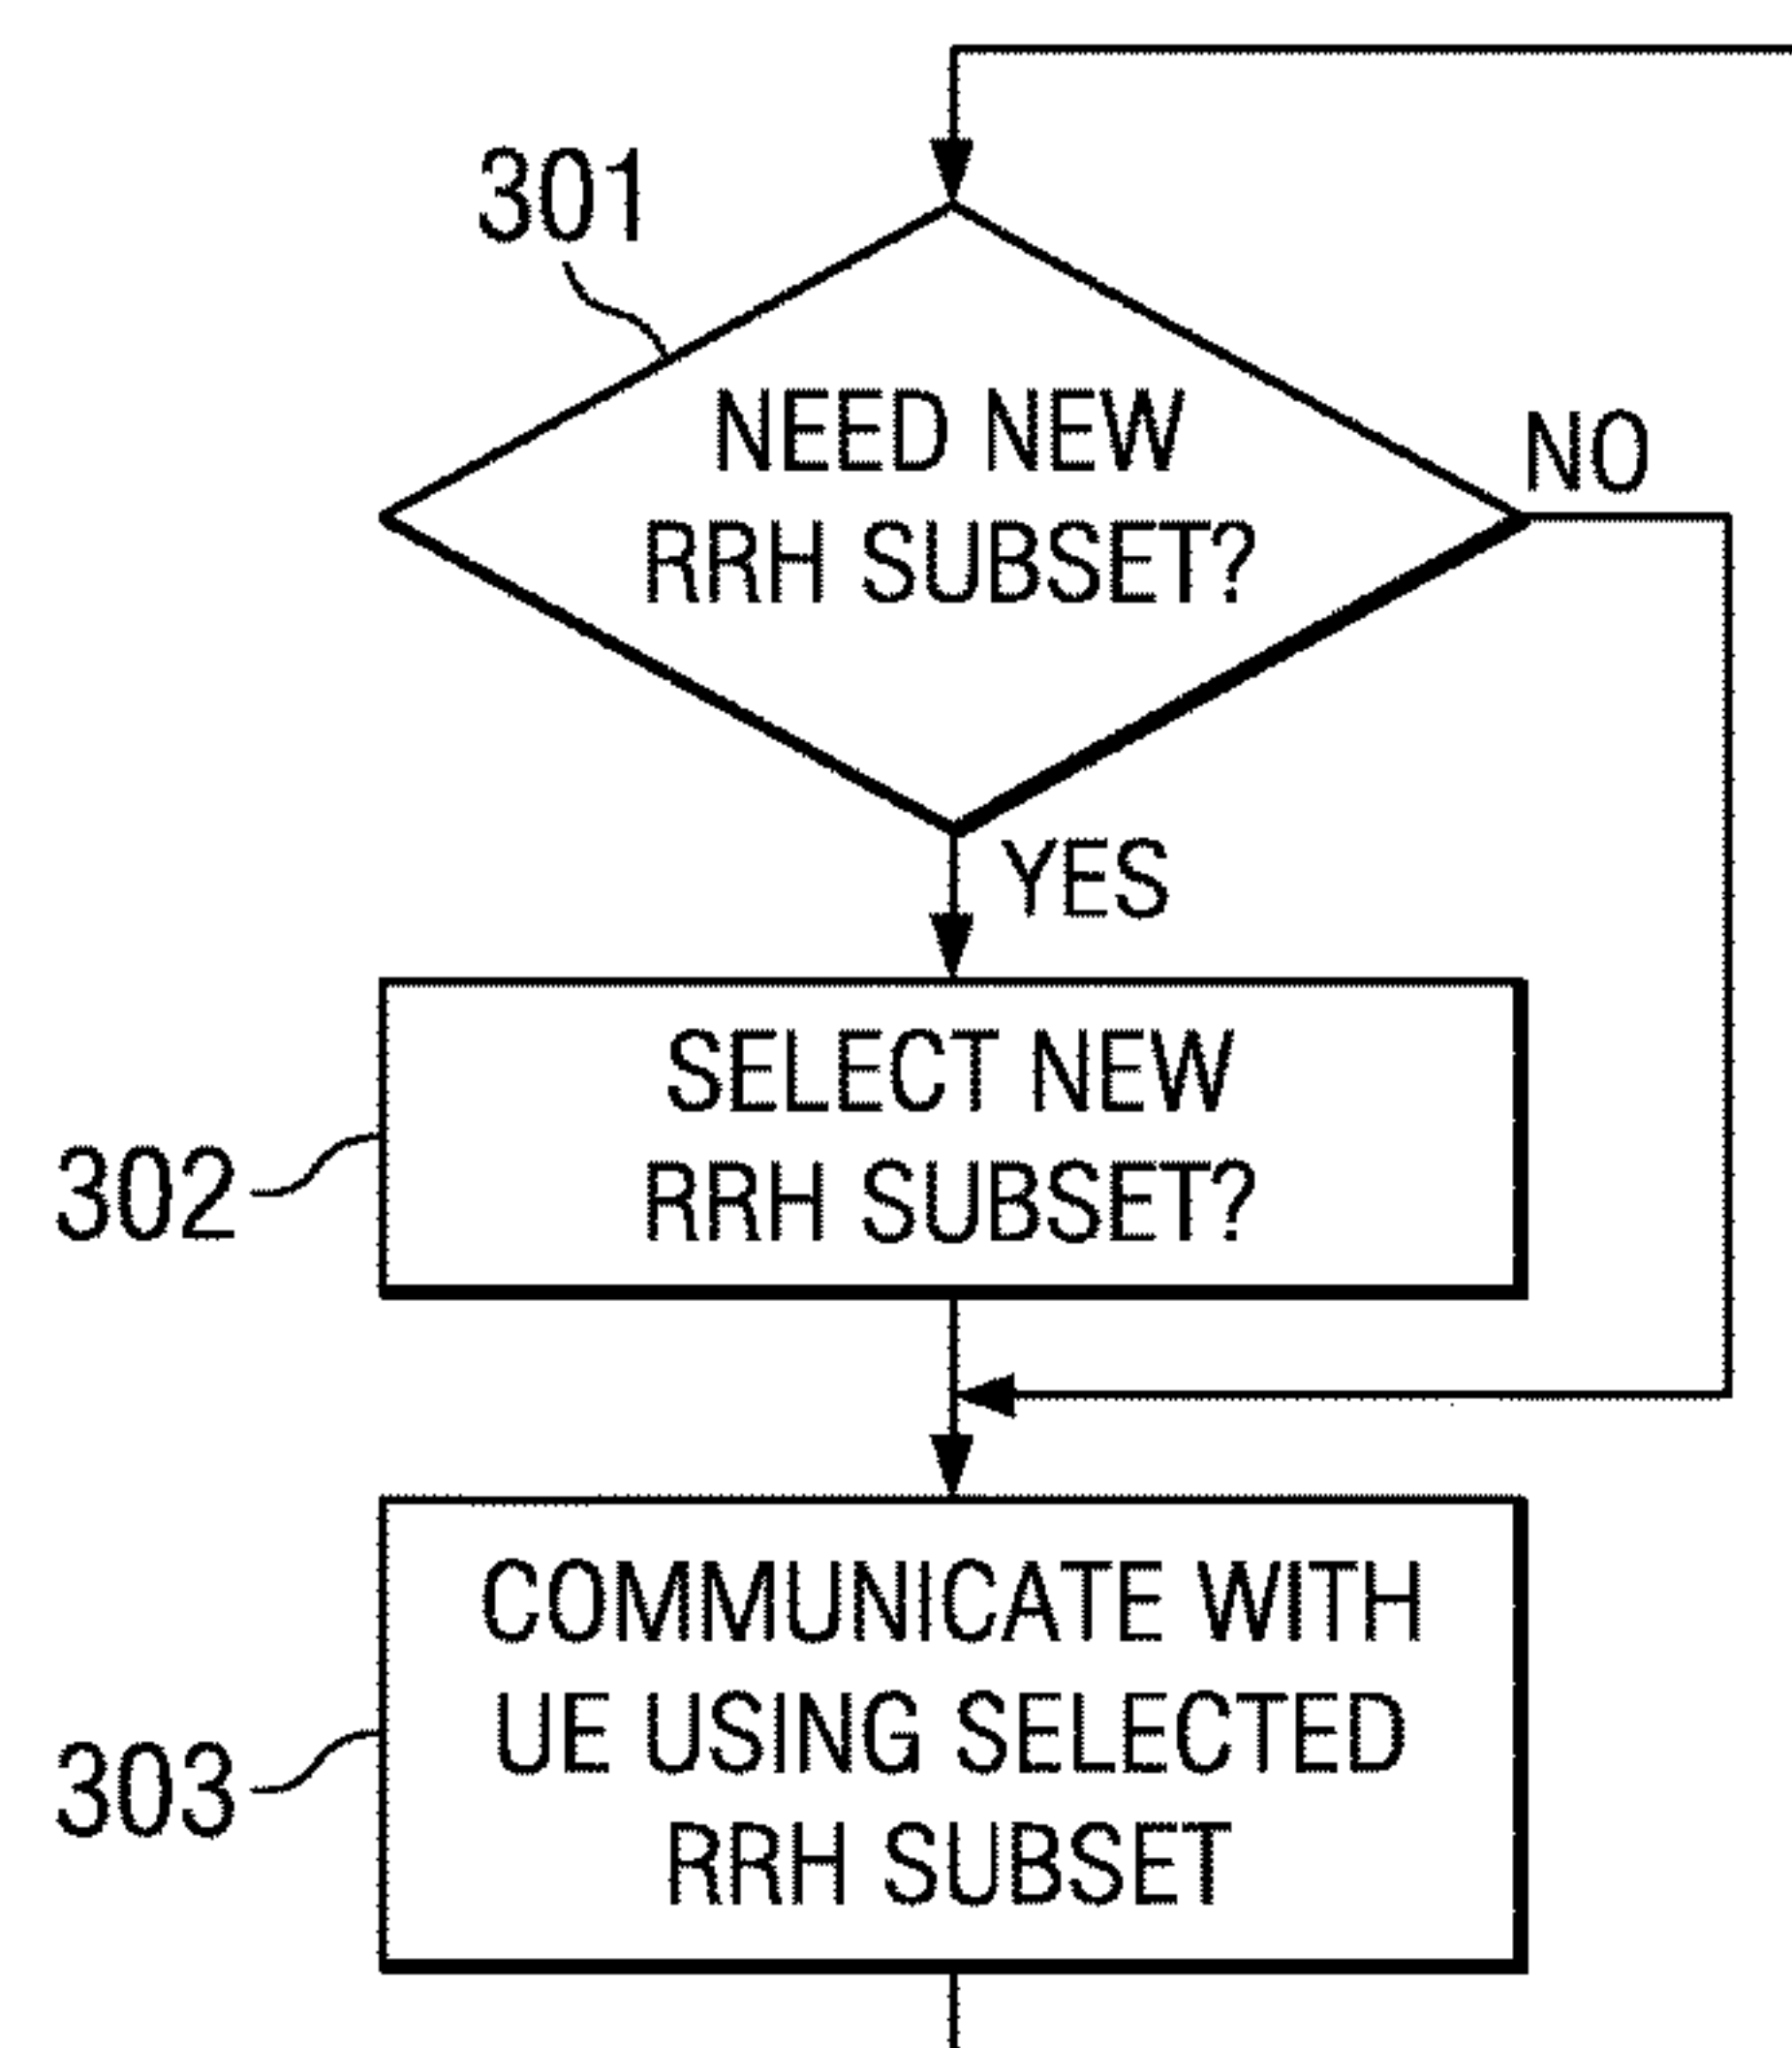 301
NEED NEW
RRH SUBSET?
NO
YES
SELECT NEW
RRH SUBSET?
302
COMMUNICATE WITH
UE USING SELECTED
RRH SUBSET
303